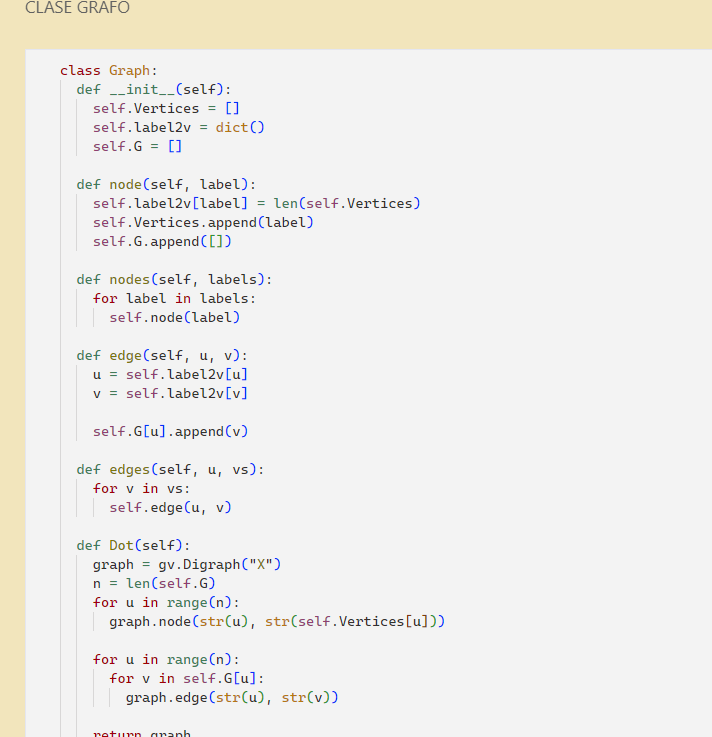 CLASE GRAFO
class Graph:
def __init__(self):
self.Vertices = []
self.label2v = dict()
self.G = []
def node(self, label):
self.label2v[label] = len(self.Vertices)
self.Vertices.append(label)
self.G.append([])
def nodes(self, labels):
for label in labels:
self.node(label)
def edge(self, u, v):
u = self.label2v[u]
v = self.label2v[v]
self.G[u].append(v)
def edges(self, u, vs):
for v in vs:
self.edge(u, v)
def Dot(self):
graph = gv.Digraph("X")
n = len(self.G)
for u in range(n):
graph.node(str(u), str(self.Vertices[u]))
for u in range(n):
for v in self.G[u]:
graph.edge(str(u), str(v))
return graph